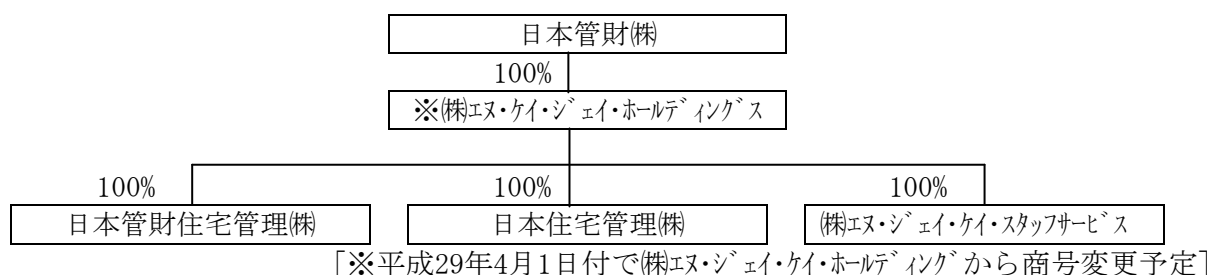 日本管財㈱
100%
※㈱ｴﾇ・ｹｲ・ｼﾞｪｲ・ﾎｰﾙﾃﾞｨﾝｸﾞｽ
100% 100% 100%
日本管財住宅管理㈱ 日本住宅管理㈱ ㈱ｴﾇ・ｼﾞｪｲ・ｹｲ・ｽﾀｯﾌｻｰﾋﾞｽ
[※平成29年4月1日付で㈱ｴﾇ・ｼﾞｪｲ・ｹｲ・ﾎｰﾙﾃﾞｨﾝｸﾞから商号変更予定]